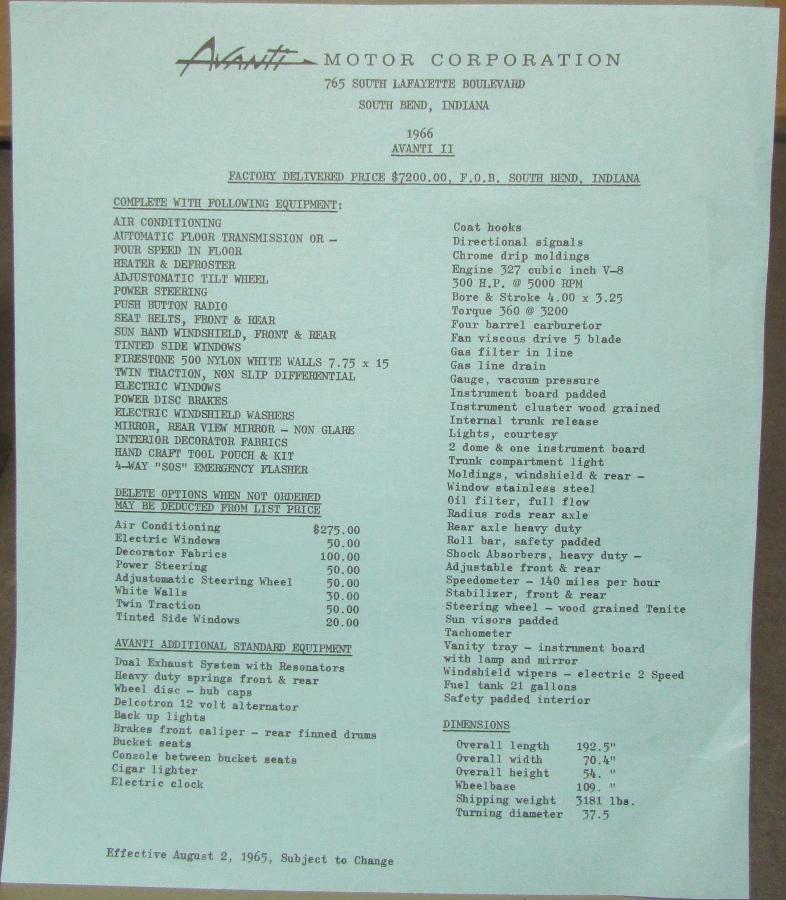 Avanti MOTOR CORPORATION
765 SOUTH LAFAYETTE BOULEVARD
SOUTH BEND, INDIANA
1966
AVANTI II
FACTORY DELIVERED PRICE $7200.00, F.O.B. SOUTH BEND, INDIANA
COMPLETE WITH FOLLOWING EQUIPMENT:
AIR CONDITIONING
AUTOMATIC FLOOR TRANSMISSION OR -
FOUR SPEED IN FLOOR
HEATER & DEFROSTER
ADJUSTOMATIC TILT WHEEL
POWER STEERING
PUSH BUTTON RADIO
SEAT BELTS, FRONT & REAR
SUN BAND WINDSHIELD, FRONT & REAR
TINTED SIDE WINDOWS
FIRESTONE 500 NYLON WHITE WALLS 7.75 x 15
TWIN TRACTION, NON SLIP DIFFERENTIAL
ELECTRIC WINDOWS
POWER DISC BRAKES
ELECTRIC WINDSHIELD WASHERS
MIRROR, REAR VIEW MIRROR - NON GLARE
INTERIOR DECORATOR FABRICS
HAND CRAFT TOOL POUCH & KIT
4-WAY "SOS" EMERGENCY FLASHER
DELETE OPTIONS WHEN NOT ORDERED
MAY BE DEDUCTED FROM LIST PRICE
Air Conditioning $275.00
Electric Windows 50.00
Decorator Fabrics 100.00
Power Steering 50.00
Adjustomatic Steering Wheel 50.00
White Walls 30.00
Twin Traction 50.00
Tinted Side Windows 20.00
AVANTI ADDITIONAL STANDARD EQUIPMENT
Dual Exhaust System with Resonators
Heavy duty springs front & rear
Wheel disc - hub caps
Delcotron 12 volt alternator
Back up lights
Brakes front caliper - rear finned drums
Bucket seats
Console between bucket seats
Cigar lighter
Electric clock
Coat hooks
Directional signals
Chrome drip moldings
Engine 327 cubic inch V-8
300 H.P. @ 5000 RPM
Bore & Stroke 4.00 x 3.25
Torque 360 @ 3200
Four barrel carburetor
Fan viscous drive 5 blade
Gas filter in line
Gas line drain
Gauge, vacuum pressure
Instrument board padded
Instrument cluster wood grained
Internal trunk release
Lights, courtesy
2 dome & one instrument board
Trunk compartment light
Moldings, windshield & rear -
Window stainless steel
Oil filter, full flow
Radius rods rear axle
Rear axle heavy duty
Roll bar, safety padded
Shock Absorbers, heavy duty -
Adjustable front & rear
Speedometer - 140 miles per hour
Stabilizer, front & rear
Steering wheel - wood grained Tenite
Sun visors padded
Tachometer
Vanity tray - instrument board
with lamp and mirror
Windshield wipers - electric 2 Speed
Fuel tank 21 gallons
Safety padded interior
DIMENSIONS
Overall length 192.5"
Overall width 70.4"
Overall height 54. "
Wheelbase 109. "
Shipping weight 3181 lbs.
Turning diameter 37.5
Effective August 2, 1965, Subject to Change